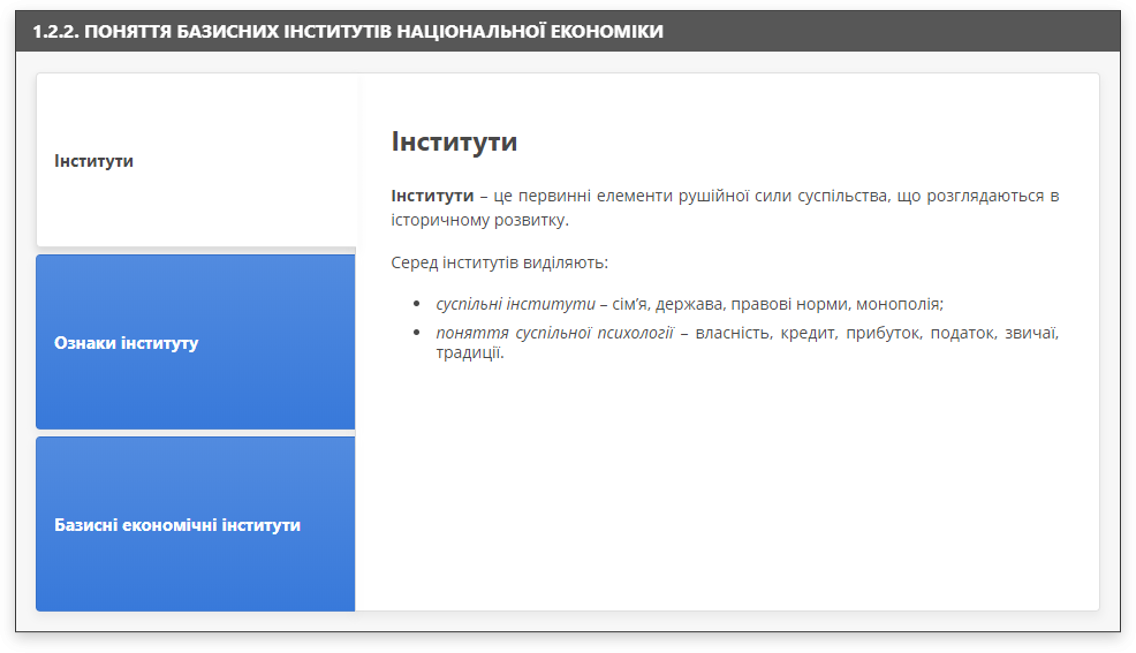 1.2.2. ПОНЯТТЯ БАЗИСНИХ ІНСТИТУТІВ НАЦІОНАЛЬНОЇ ЕКОНОМІКИ
Інститути
Ознаки інституту
Базисні економічні інститути
Інститути
Інститути – це первинні елементи рушійної сили суспільства, що розглядаються в
історичному розвитку.
Серед інститутів виділяють:
• суспільні інститути – сім’я, держава, правові норми, монополія;
• поняття суспільної психології – власність, кредит, прибуток, податок, звичаї,
традиції.